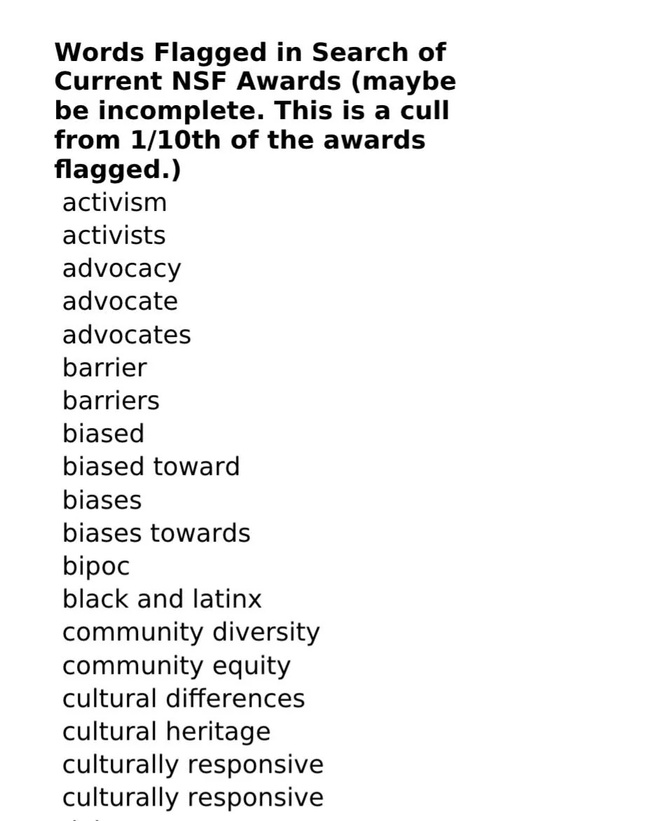 Words Flagged in Search of
Current NSF Awards (maybe
be incomplete. This is a cull
from 1/10th of the awards
flagged.)
activism
activists
advocacy
advocate
advocates
barrier
barriers
biased
biased toward
biases
biases towards
bipoc
black and latinx
community diversity
community equity
cultural differences
cultural heritage
culturally responsive
culturally responsive